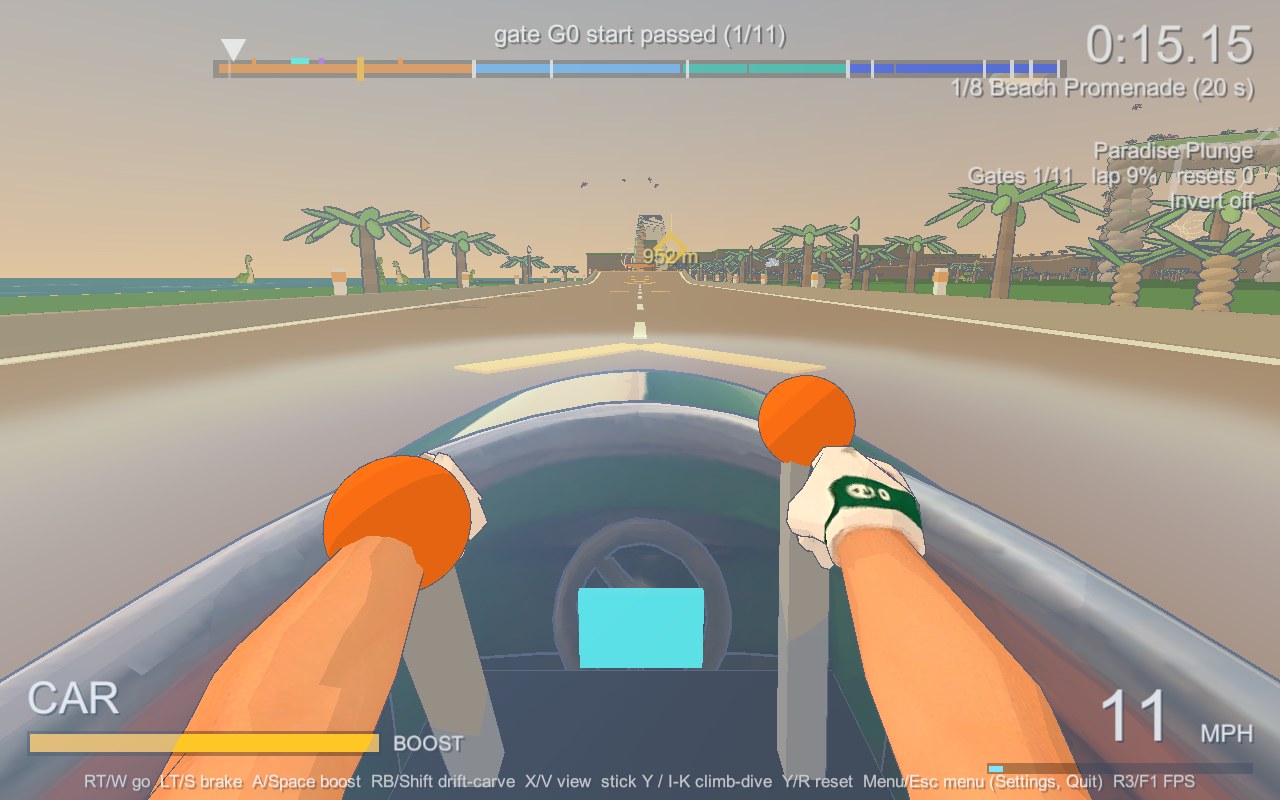 gate G0 start passed (1/11)
0:15.15
1/8 Beach Promenade (20 s)
Paradise Plunge
Gates 1/11 lap 9% resets 0
Invert off
952 m
CAR
BOOST
11 MPH
RT/W go LT/S brake A/Space boost RB/Shift drift-carve X/V view stick Y / I-K climb-dive Y/R reset Menu/Esc menu (Settings, Quit) R3/F1 FPS